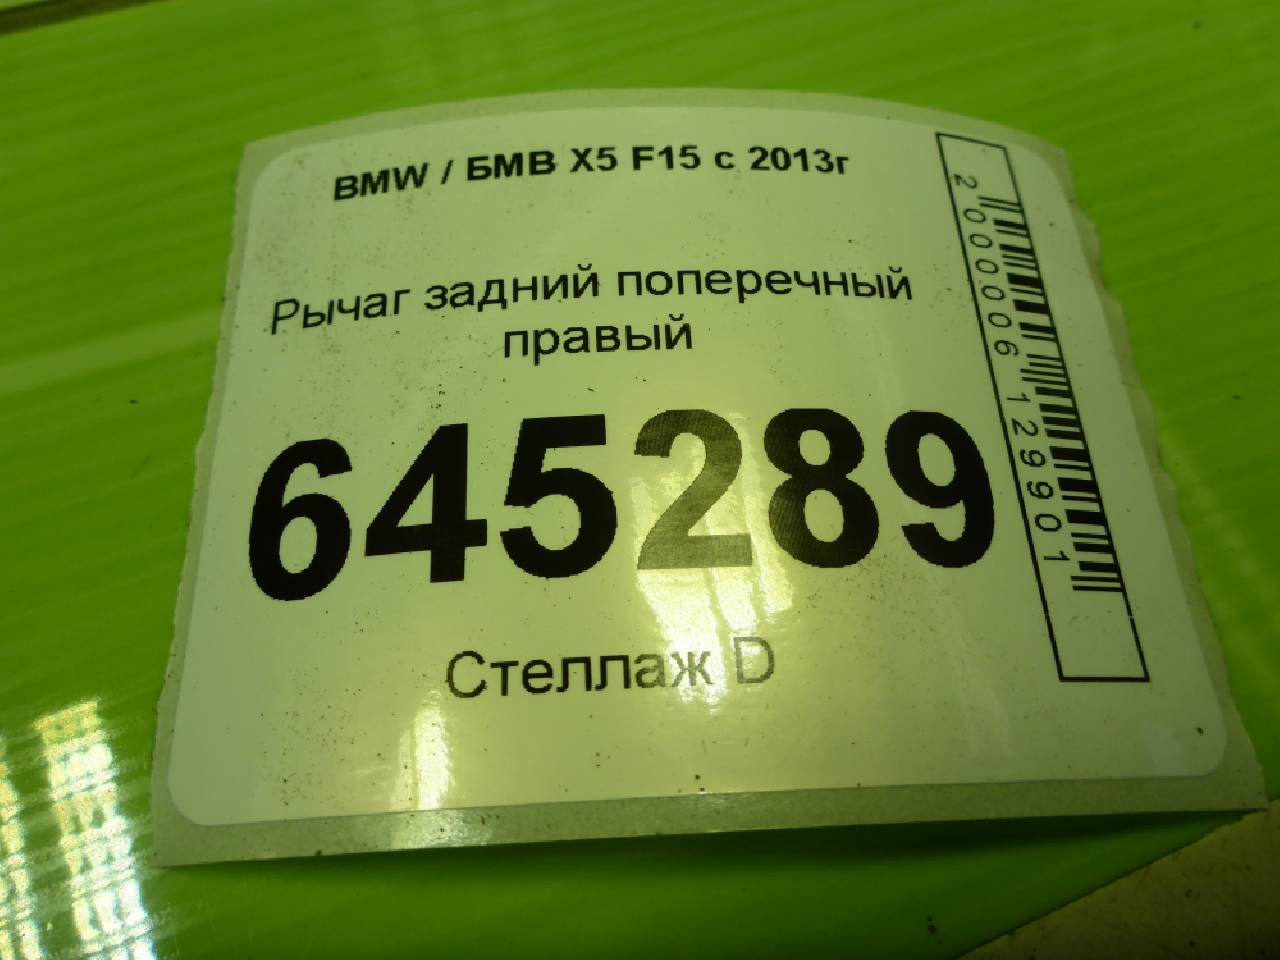 BMW / БМВ X5 F15 с 2013г
Рычаг задний поперечный
правый
645289
Стеллаж D
2000006129901